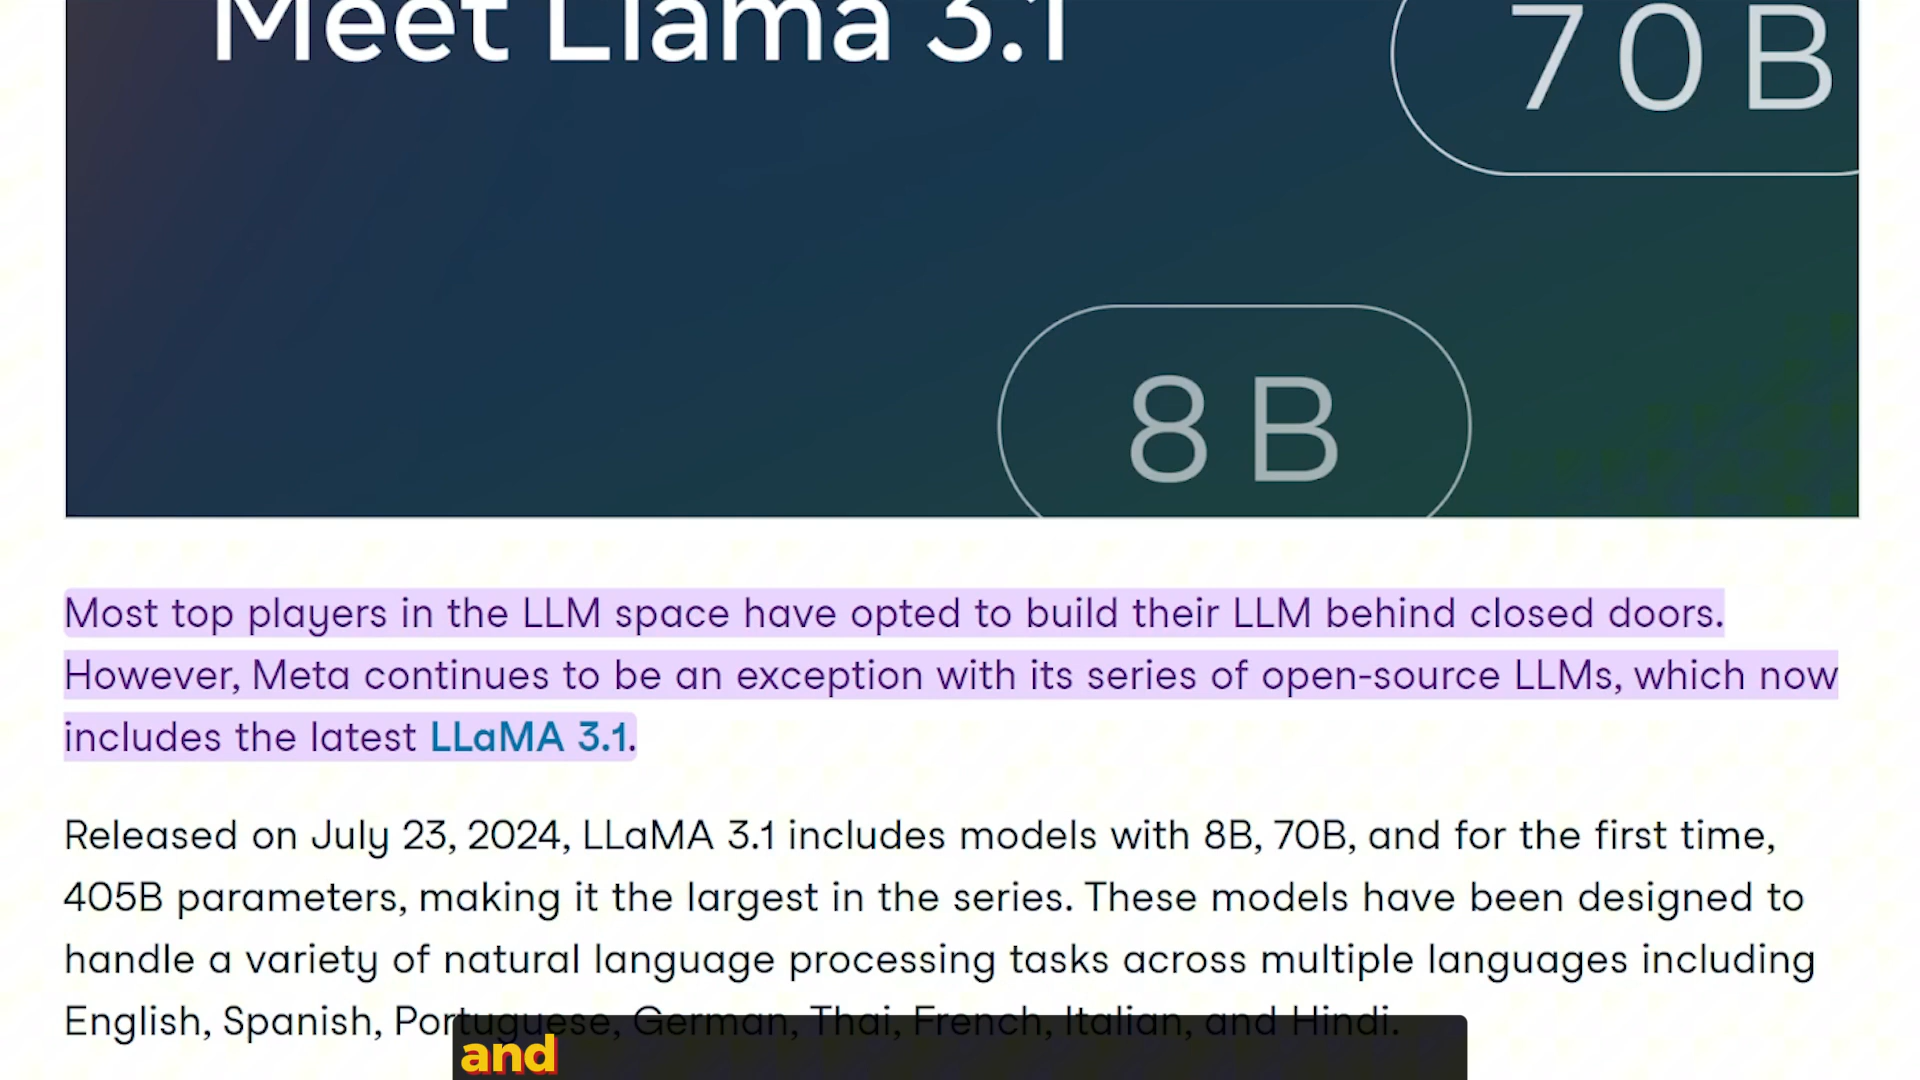 Meet Llama 3.1
70B
8B
Most top players in the LLM space have opted to build their LLM behind closed doors.
However, Meta continues to be an exception with its series of open-source LLMs, which now
includes the latest LLaMA 3.1.
Released on July 23, 2024, LLaMA 3.1 includes models with 8B, 70B, and for the first time,
405B parameters, making it the largest in the series. These models have been designed to
handle a variety of natural language processing tasks across multiple languages including
English, Spanish, Portuguese, German, Thai, French, Italian, and Hindi.
and